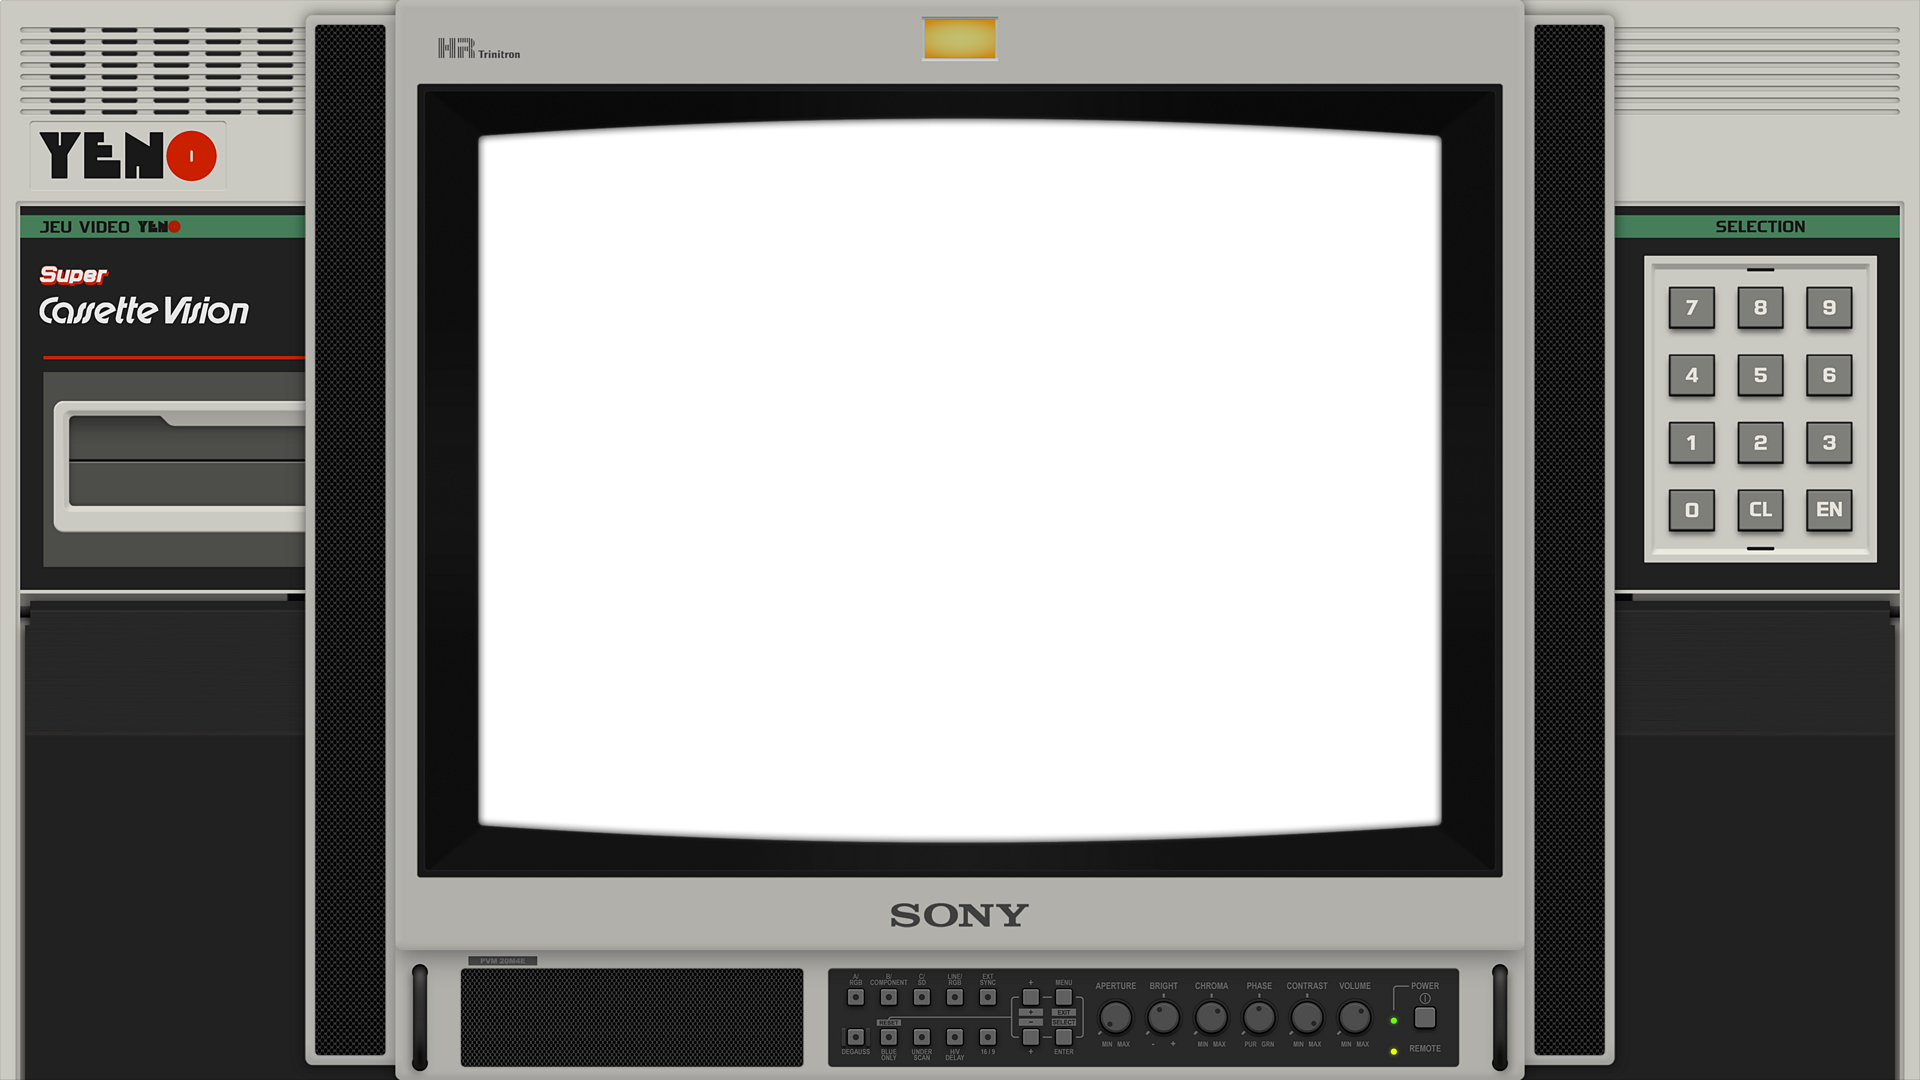 HR Trinitron
YENO
JEU VIDEO YENO
Super
Cassette Vision
SELECTION
7 8 9
4 5 6
1 2 3
0 CL EN
SONY
PVM 20M4E
A/ RGB
B/ COMPONENT
C/ SD
LINE/ RGB
EXT SYNC
+
MENU
RESET
+
-
EXIT
SELECT
DEGAUSS
BLUE ONLY
UNDER SCAN
H/V DELAY
16 / 9
+
ENTER
APERTURE BRIGHT CHROMA PHASE CONTRAST VOLUME
MIN MAX - + MIN MAX PUR GRN MIN MAX MIN MAX
POWER
REMOTE